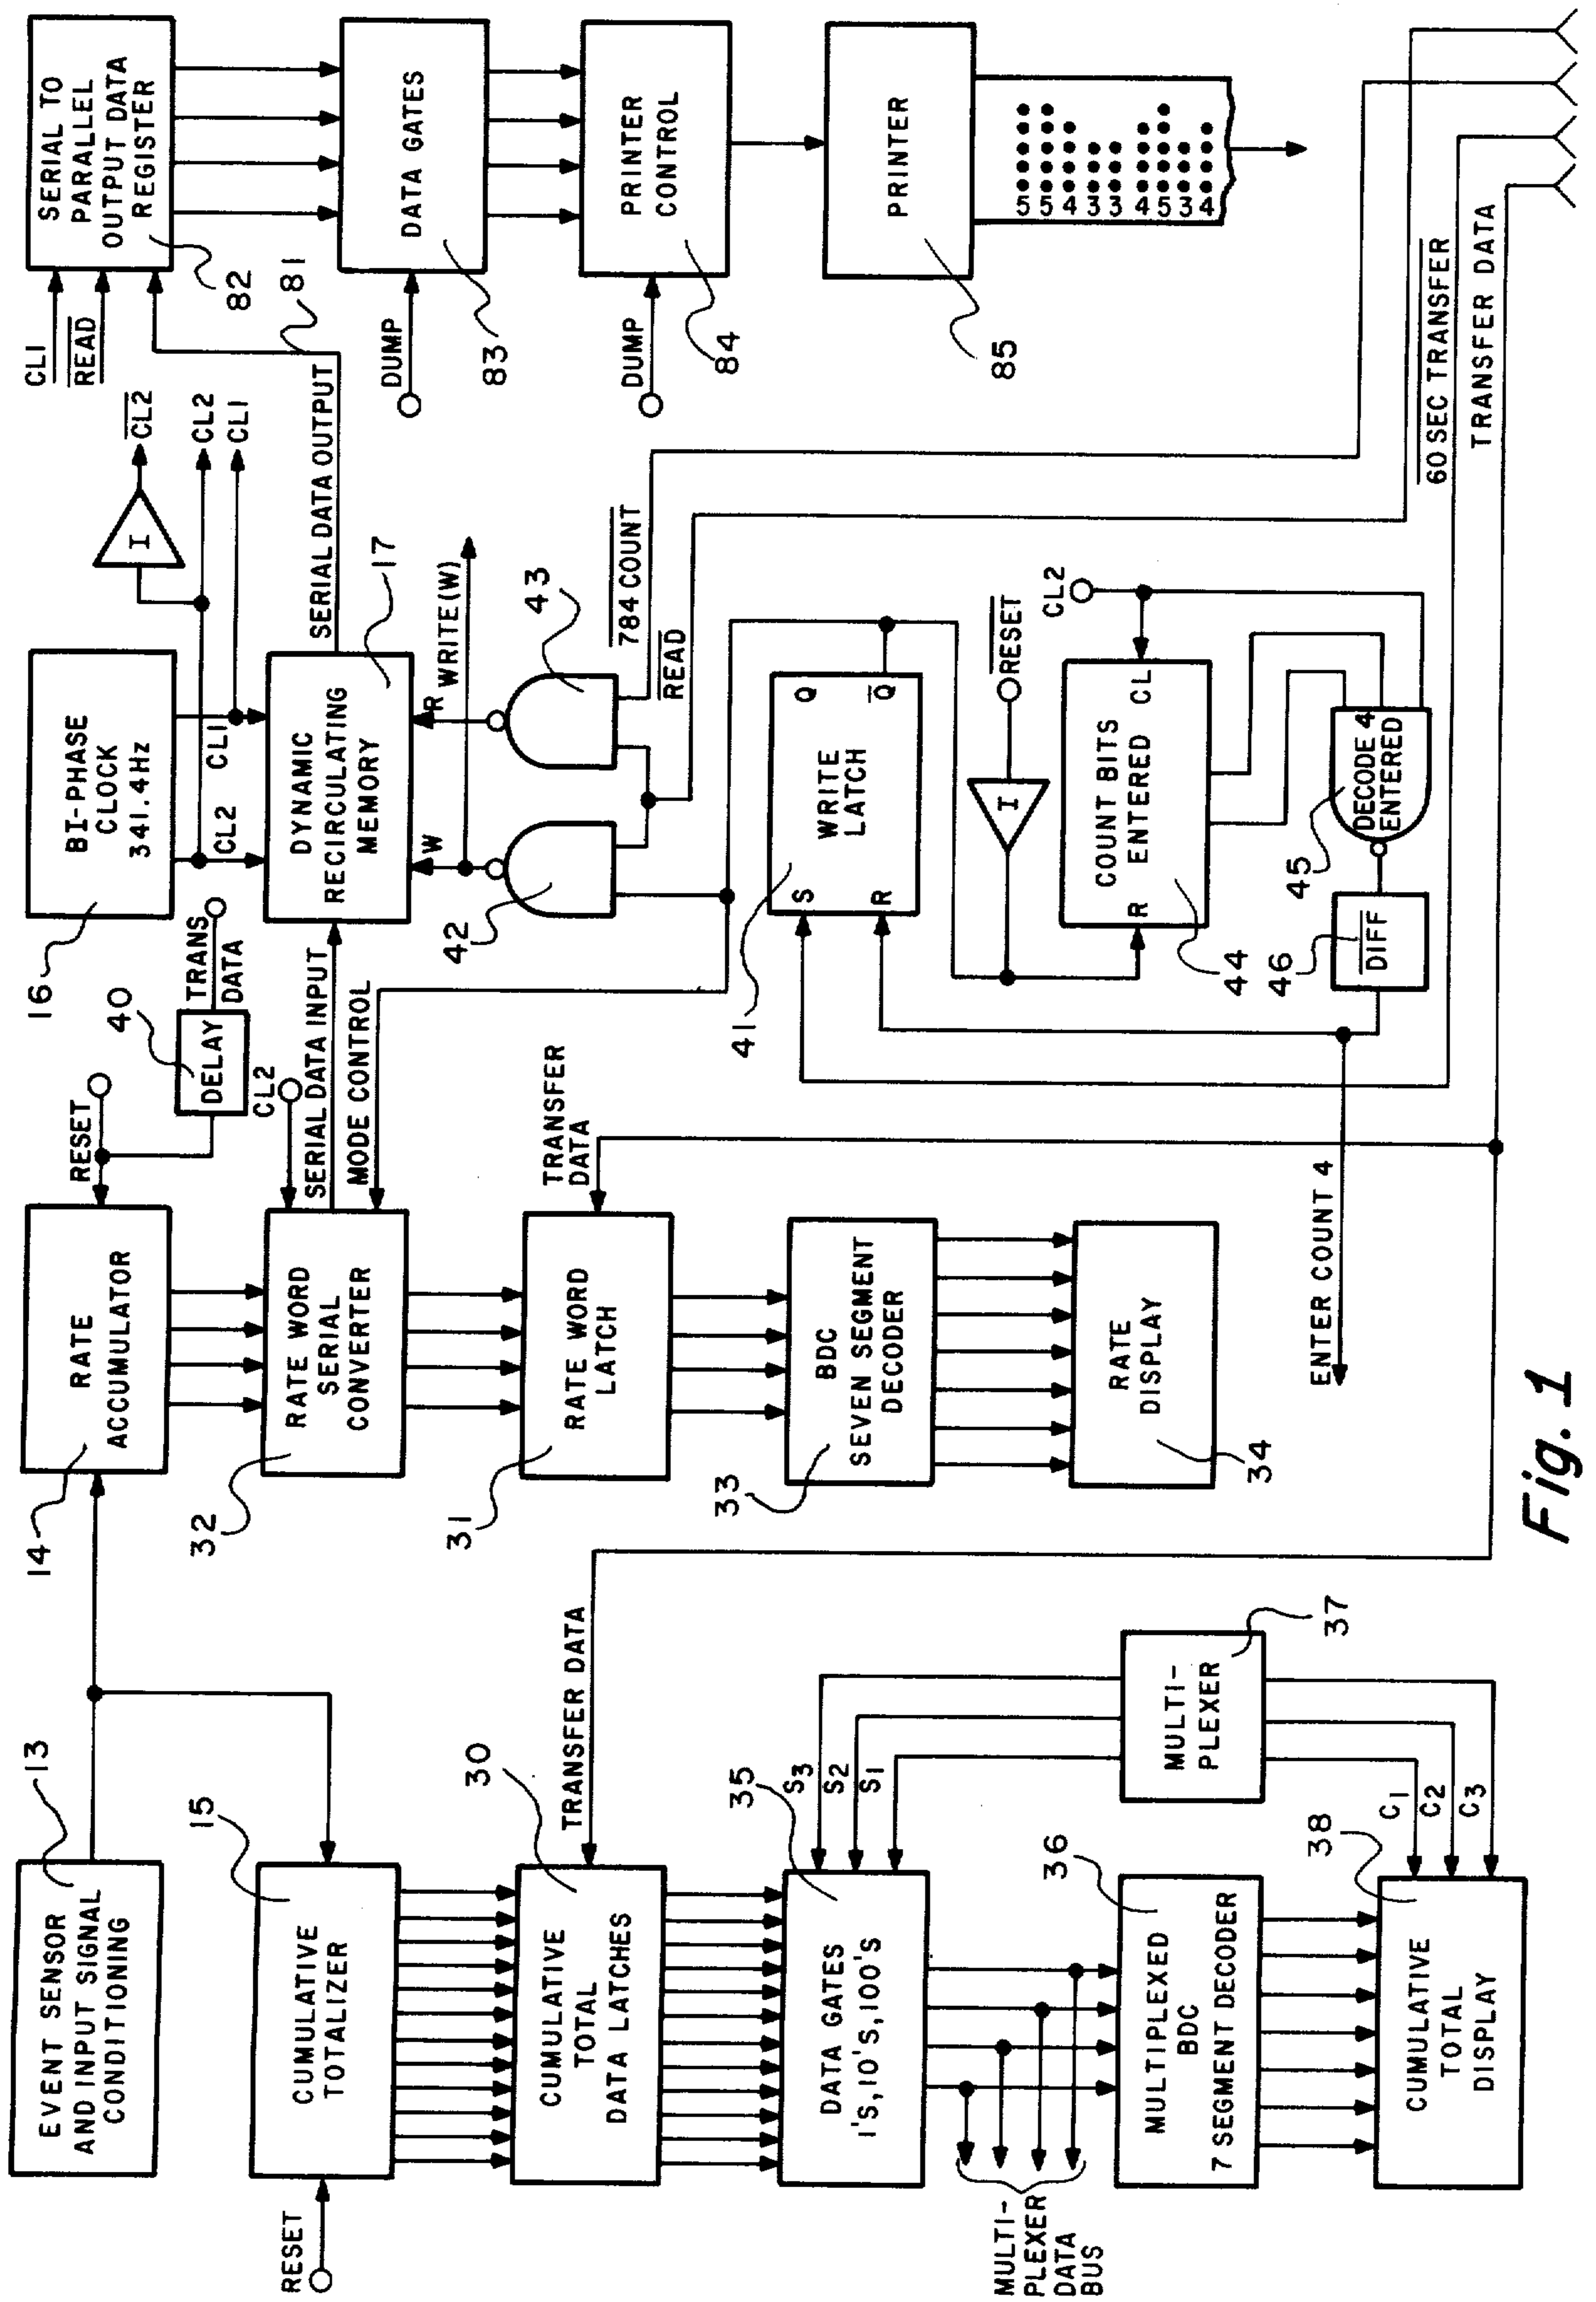 EVENT SENSOR
AND INPUT SIGNAL
CONDITIONING
13
14
RATE
ACCUMULATOR
RESET
40
DELAY
TRANS
DATA
16
BI-PHASE
CLOCK
341.4Hz
CL2
CL1
I
CL2
CL2
CL1
CL1
READ
SERIAL TO
PARALLEL
OUTPUT DATA
REGISTER
82
81
RESET
15
CUMULATIVE
TOTALIZER
32
RATE WORD
SERIAL
CONVERTER
CL2
SERIAL DATA INPUT
MODE CONTROL
DYNAMIC
RECIRCULATING
MEMORY
17
SERIAL DATA OUTPUT
DUMP
DATA GATES
83
W
R
WRITE(W)
42
43
784 COUNT
READ
30
CUMULATIVE
TOTAL
DATA LATCHES
TRANSFER DATA
31
RATE WORD
LATCH
TRANSFER
DATA
DUMP
PRINTER
CONTROL
84
41
S
R
WRITE
LATCH
Q
Q
35
DATA GATES
1'S,10'S,100'S
S3
S2
S1
33
BDC
SEVEN SEGMENT
DECODER
I
RESET
PRINTER
85
5
5
4
3
3
4
5
3
4
MULTI-
PLEXER
DATA
BUS
MULTI-
PLEXER
37
36
MULTIPLEXED
BDC
7 SEGMENT DECODER
RATE
DISPLAY
34
44
R
COUNT BITS
ENTERED
CL
CL2
45
DECODE 4
ENTERED
46
DIFF
ENTER COUNT 4
38
CUMULATIVE
TOTAL
DISPLAY
C1
C2
C3
60 SEC TRANSFER
TRANSFER DATA
Fig. 1